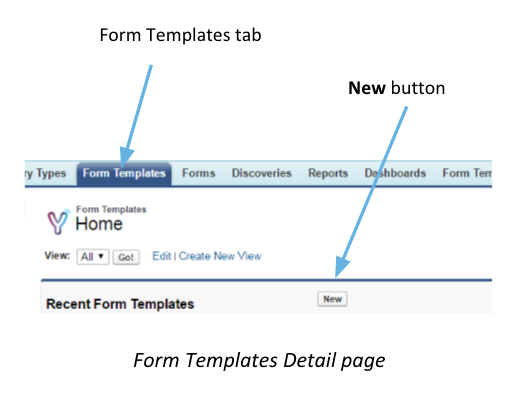 Form Templates tab
New button
ry Types Form Templates Forms Discoveries Reports Dashboards Form Tem
Form Templates
Home
View: All Go! Edit | Create New View
Recent Form Templates New
Form Templates Detail page